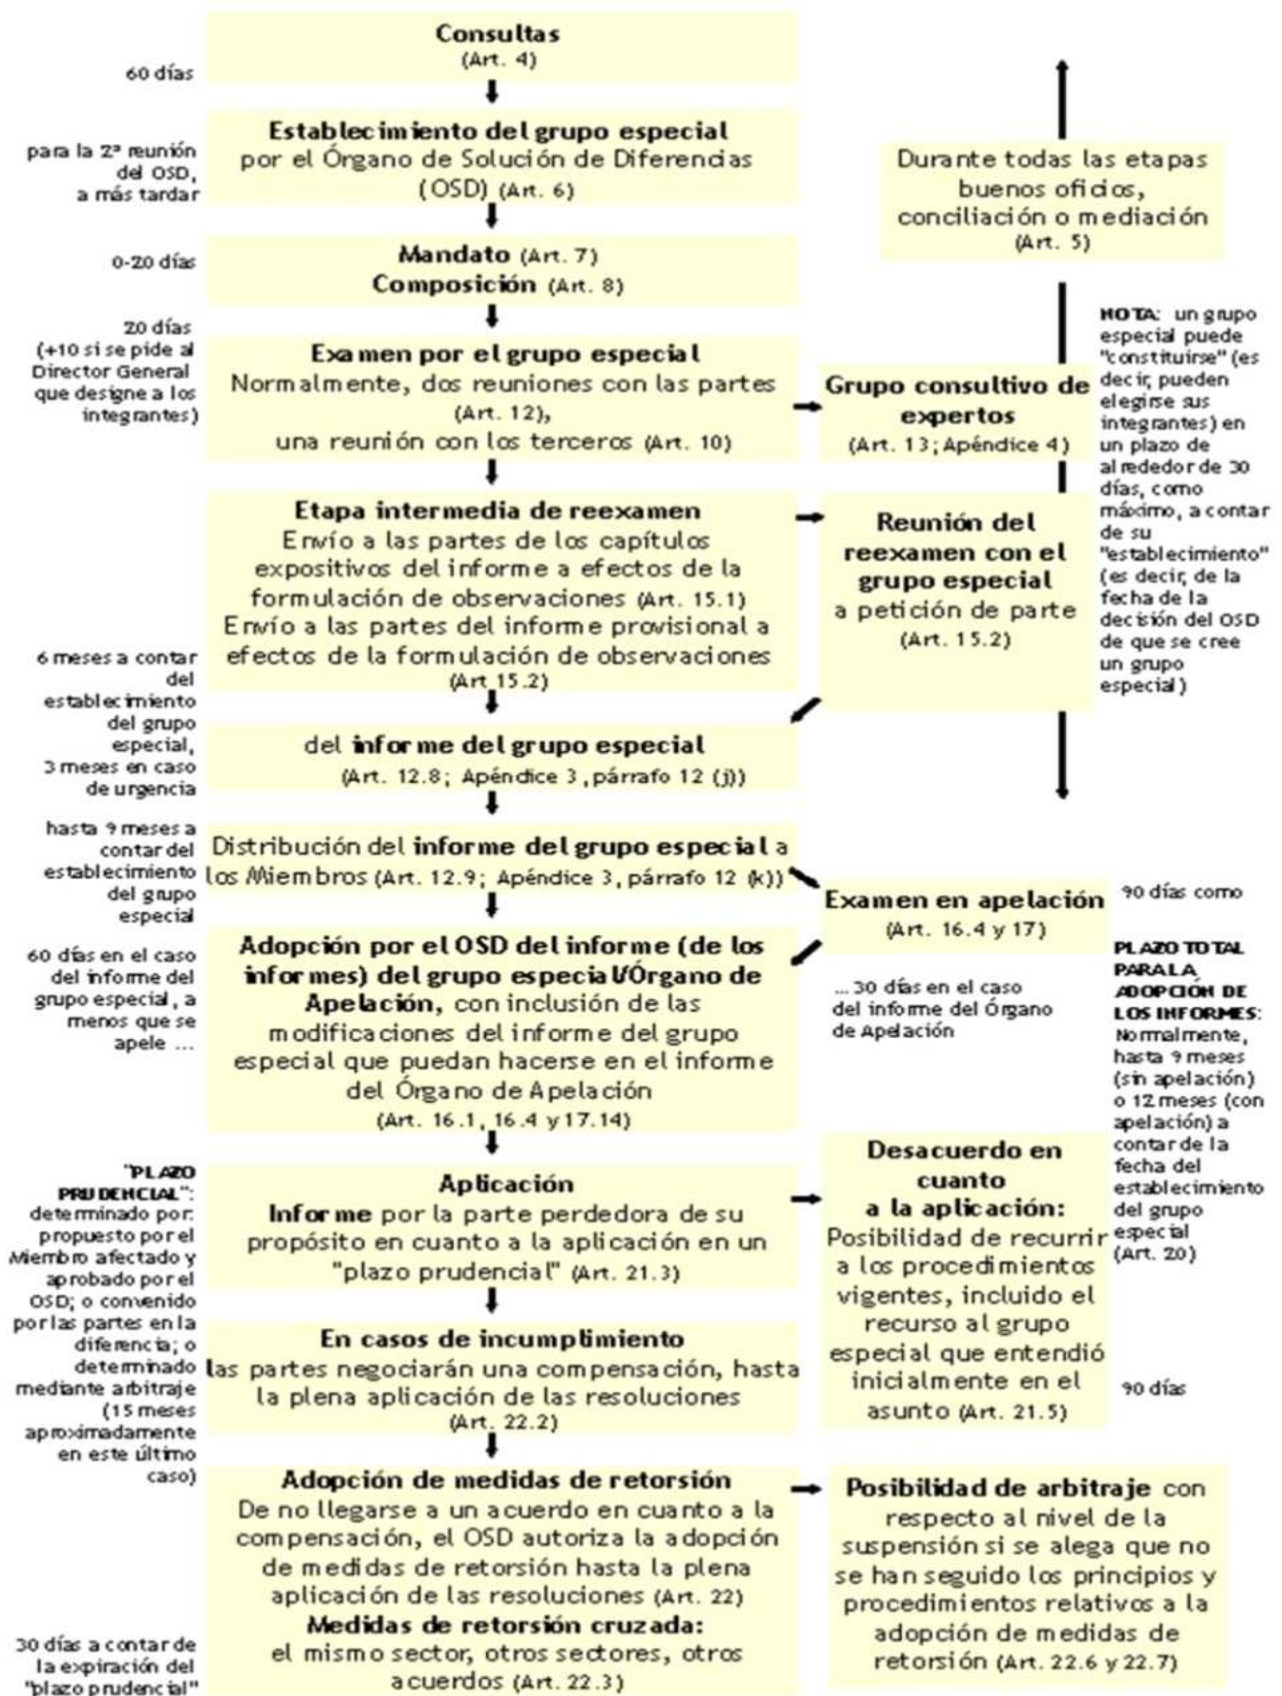 Consultas
(Art. 4)
60 días
Establecimiento del grupo especial
por el Órgano de Solución de Diferencias
(OSD) (Art. 6)
para la 2ª reunión
del OSD,
a más tardar
Durante todas las etapas
buenos oficios,
conciliación o mediación
(Art. 5)
0-20 días
Mandato (Art. 7)
Composición (Art. 8)
20 días
(+10 si se pide al
Director General
que designe a los
integrantes)
Examen por el grupo especial
Normalmente, dos reuniones con las partes
(Art. 12),
una reunión con los terceros (Art. 10)
Grupo consultivo de
expertos
(Art. 13; Apéndice 4)
NOTA: un grupo
especial puede
"constituirse" (es
decir, pueden
elegirse sus
integrantes) en
un plazo de
alrededor de 30
días, como
máximo, a contar
de su
"establecimiento"
(es decir, de la
fecha de la
decisión del OSD
de que se cree
un grupo
especial)
Etapa intermedia de reexamen
Envío a las partes de los capítulos
expositivos del informe a efectos de la
formulación de observaciones (Art. 15.1)
Envío a las partes del informe provisional a
efectos de la formulación de observaciones
(Art 15.2)
Reunión del
reexamen con el
grupo especial
a petición de parte
(Art. 15.2)
6 meses a contar
del
establecimiento
del grupo
especial,
3 meses en caso
de urgencia
del informe del grupo especial
(Art. 12.8; Apéndice 3, párrafo 12 (j))
hasta 9 meses a
contar del
establecimiento
del grupo
especial
Distribución del informe del grupo especial a
los Miembros (Art. 12.9; Apéndice 3, párrafo 12 (k))
Examen en apelación
(Art. 16.4 y 17)
90 días como
60 días en el caso
del informe del
grupo especial, a
menos que se
apele ...
Adopción por el OSD del informe (de los
informes) del grupo especial/Órgano de
Apelación, con inclusión de las
modificaciones del informe del grupo
especial que puedan hacerse en el informe
del Órgano de Apelación
(Art. 16.1, 16.4 y 17.14)
... 30 días en el caso
del informe del Órgano
de Apelación
PLAZO TOTAL
PARA LA
ADOPCIÓN DE
LOS INFORMES:
Normalmente,
hasta 9 meses
(sin apelación)
o 12 meses (con
apelación) a
contar de la
fecha del
establecimiento
del grupo
especial
(Art. 20)
"PLAZO
PRUDENCIAL":
determinado por:
propuesto por el
Miembro afectado y
aprobado por el
OSD; o convenido
por las partes en la
diferencia; o
determinado
mediante arbitraje
(15 meses
aproximadamente
en este último
caso)
Aplicación
Informe por la parte perdedora de su
propósito en cuanto a la aplicación en un
"plazo prudencial" (Art. 21.3)
Desacuerdo en
cuanto
a la aplicación:
Posibilidad de recurrir
a los procedimientos
vigentes, incluido el
recurso al grupo
especial que entendió
inicialmente en el
asunto (Art. 21.5)
90 días
En casos de incumplimiento
las partes negociarán una compensación, hasta
la plena aplicación de las resoluciones
(Art. 22.2)
Adopción de medidas de retorsión
De no llegarse a un acuerdo en cuanto a la
compensación, el OSD autoriza la adopción
de medidas de retorsión hasta la plena
aplicación de las resoluciones (Art. 22)
Medidas de retorsión cruzada:
el mismo sector, otros sectores, otros
acuerdos (Art. 22.3)
Posibilidad de arbitraje con
respecto al nivel de la
suspensión si se alega que no
se han seguido los principios y
procedimientos relativos a la
adopción de medidas de
retorsión (Art. 22.6 y 22.7)
30 días a contar de
la expiración del
"plazo prudencial"